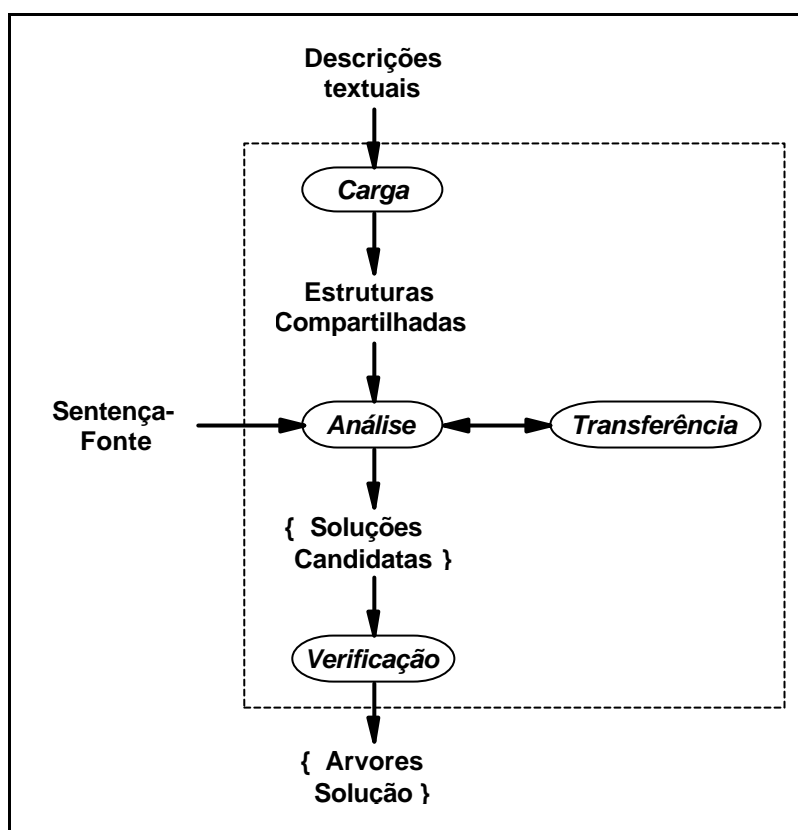 Descrições
textuais
Carga
Estruturas
Compartilhadas
Sentença-
Fonte
Análise
Transferência
{ Soluções
Candidatas }
Verificação
{ Arvores
Solução }